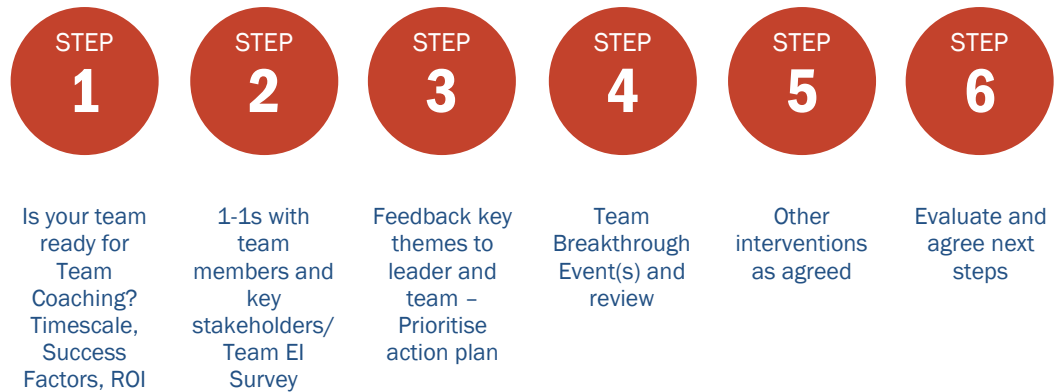 STEP
1
Is your team
ready for
Team
Coaching?
Timescale,
Success
Factors, ROI
STEP
2
1-1s with
team
members and
key
stakeholders/
Team EI
Survey
STEP
3
Feedback key
themes to
leader and
team –
Prioritise
action plan
STEP
4
Team
Breakthrough
Event(s) and
review
STEP
5
Other
interventions
as agreed
STEP
6
Evaluate and
agree next
steps